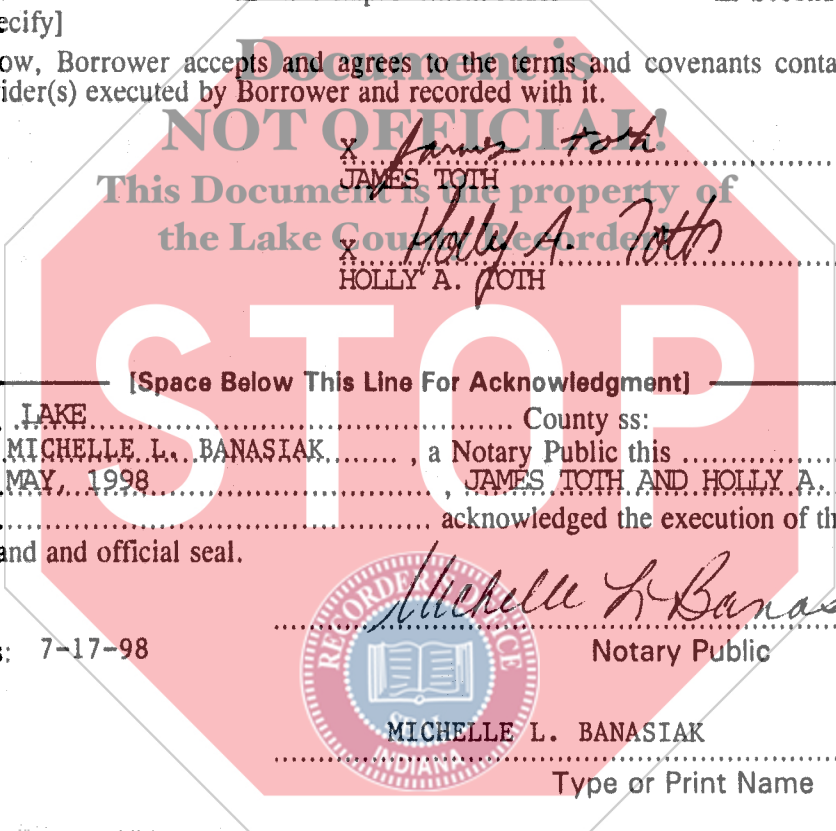 ecify]
Document is
ow, Borrower accepts and agrees to the terms and covenants conta
ider(s) executed by Borrower and recorded with it.
NOT OFFICIAL!
X James Toth
JAMES TOTH
This Document is the property of
the Lake County Recorder!
X Holly A. Toth
HOLLY A. TOTH
STOP
[Space Below This Line For Acknowledgment]
LAKE County ss:
MICHELLE L. BANASIAK , a Notary Public this
MAY, 1998 , JAMES TOTH AND HOLLY A.
acknowledged the execution of th
and and official seal.
Michelle L. Banas
s: 7-17-98
Notary Public
RECORDER'S OFFICE
SEAL
INDIANA
MICHELLE L. BANASIAK
Type or Print Name